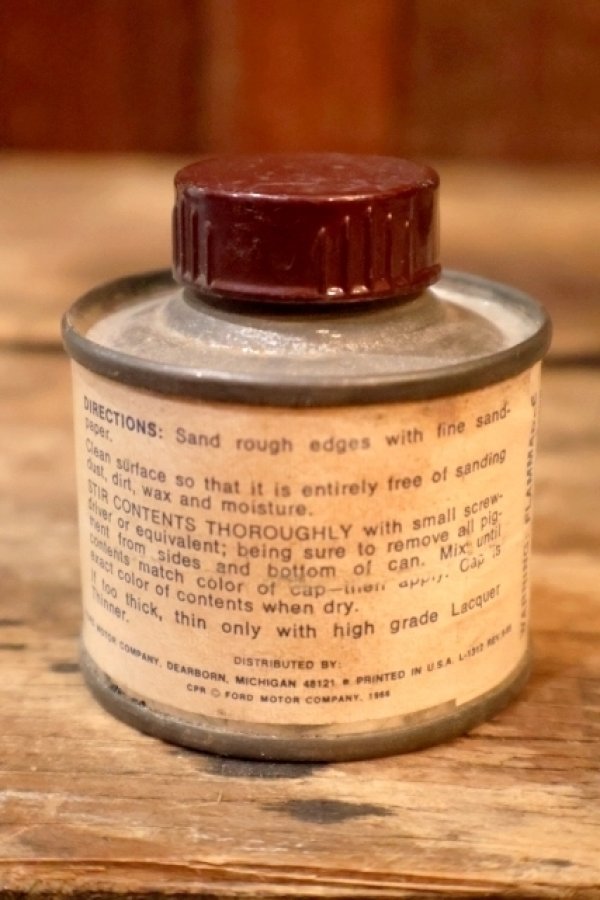 DIRECTIONS: Sand rough edges with fine sand-
paper.
Clean surface so that it is entirely free of sanding
dust, dirt, wax and moisture.
STIR CONTENTS THOROUGHLY with small screw-
driver or equivalent; being sure to remove all pig-
ment from sides and bottom of can. Mix until
contents match color of cap—then apply. Cap is
exact color of contents when dry.
If too thick, thin only with high grade Lacquer
Thinner.
DISTRIBUTED BY:
MOTOR COMPANY, DEARBORN, MICHIGAN 48121 ® PRINTED IN U.S.A. L-1312 REV.
CPR © FORD MOTOR COMPANY, 1966
WARNING: FLAMMABLE